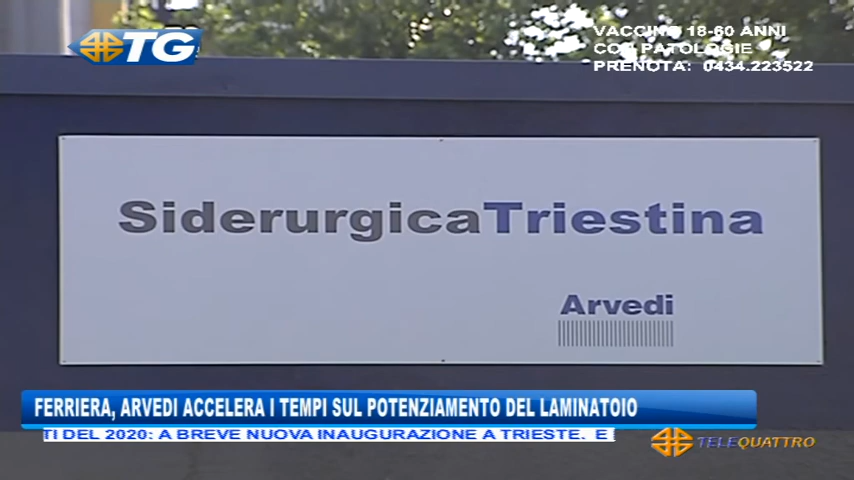 TG
VACCINO 18-60 ANNI
CON PATOLOGIE
PRENOTA: 0434.223522
SiderurgicaTriestina
Arvedi
FERRIERA, ARVEDI ACCELERA I TEMPI SUL POTENZIAMENTO DEL LAMINATOIO
TI DEL 2020: A BREVE NUOVA INAUGURAZIONE A TRIESTE. E
TELEQUATTRO